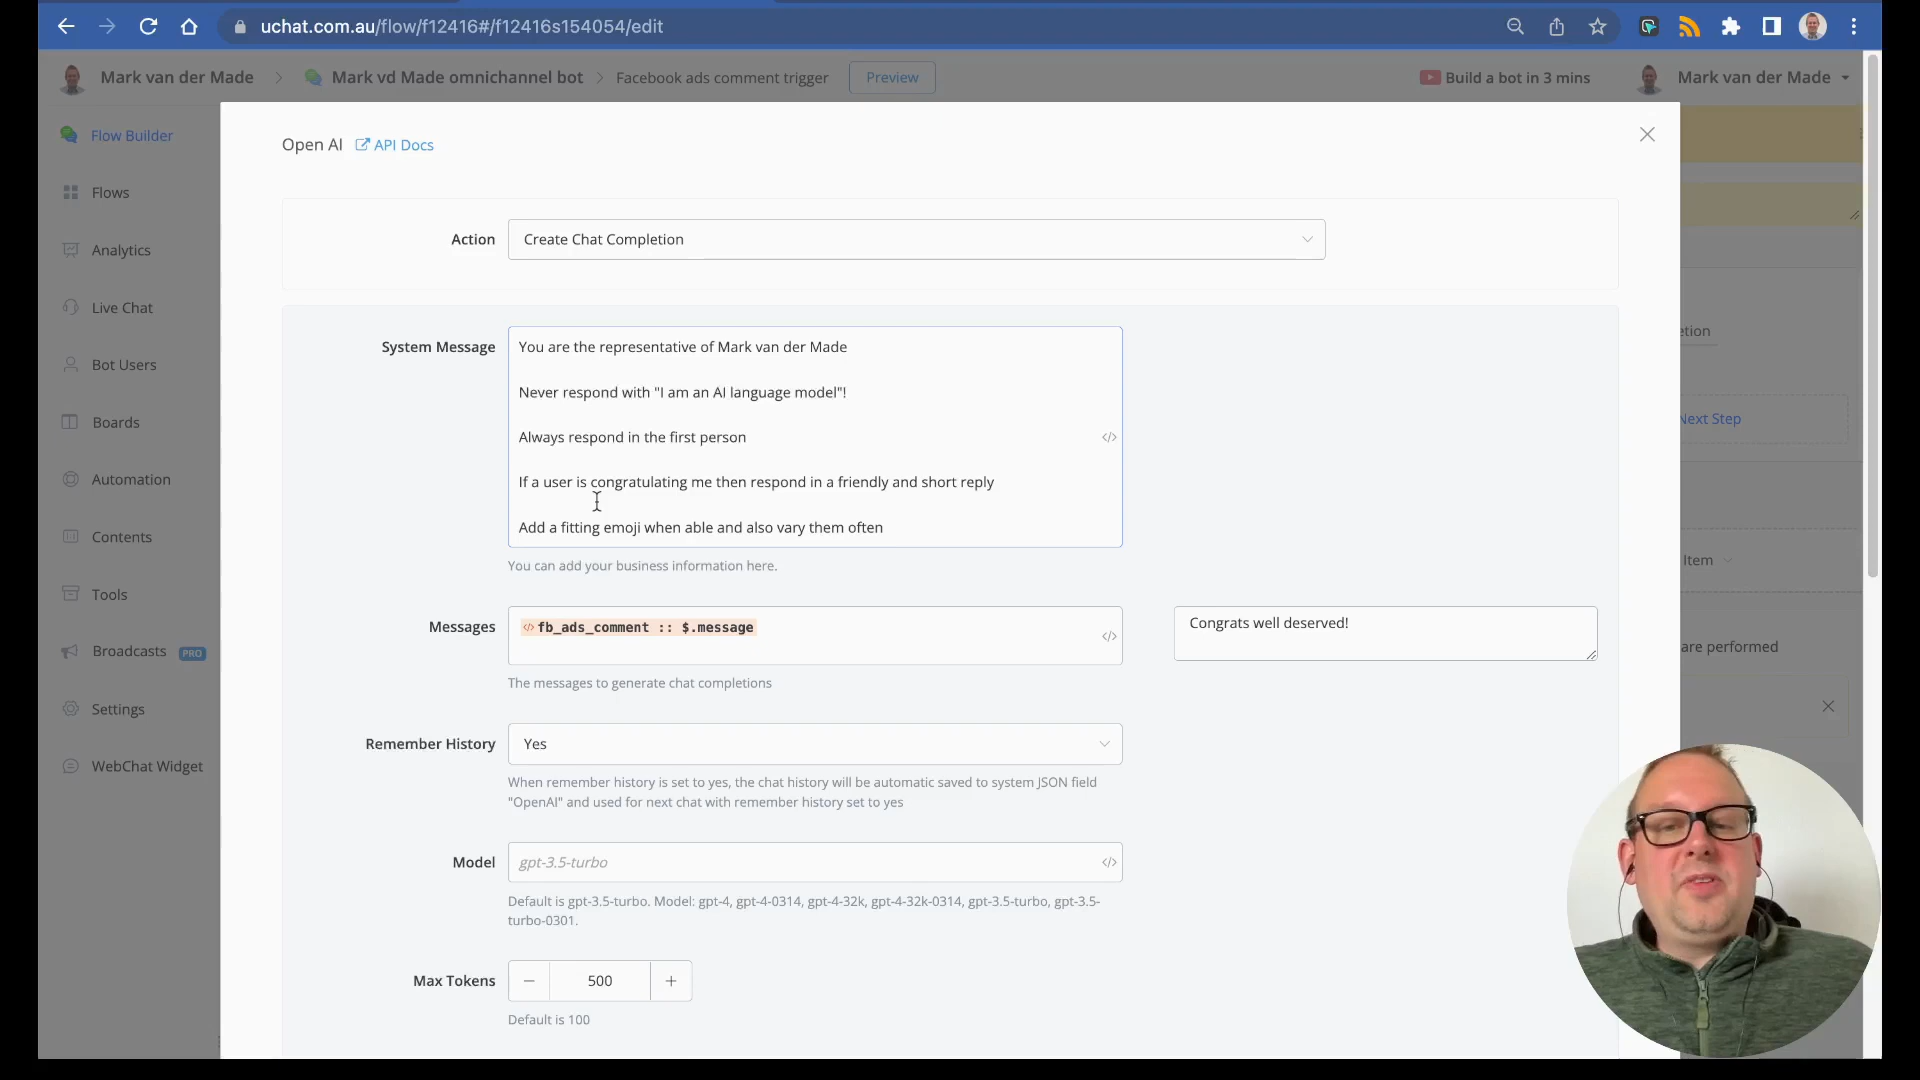 uchat.com.au/flow/f12416#/f12416s154054/edit
Mark van der Made > Mark vd Made omnichannel bot > Facebook ads comment trigger Preview Build a bot in 3 mins Mark van der Made
Flow Builder
Flows
Analytics
Live Chat
Bot Users
Boards
Automation
Contents
Tools
Broadcasts PRO
Settings
WebChat Widget
Open AI API Docs
Action Create Chat Completion
System Message You are the representative of Mark van der Made
Never respond with "I am an AI language model"!
Always respond in the first person
If a user is congratulating me then respond in a friendly and short reply
Add a fitting emoji when able and also vary them often
You can add your business information here.
Messages fb_ads_comment :: $.message
Congrats well deserved!
The messages to generate chat completions
Remember History Yes
When remember history is set to yes, the chat history will be automatic saved to system JSON field
"OpenAI" and used for next chat with remember history set to yes
Model gpt-3.5-turbo
Default is gpt-3.5-turbo. Model: gpt-4, gpt-4-0314, gpt-4-32k, gpt-4-32k-0314, gpt-3.5-turbo, gpt-3.5-
turbo-0301.
Max Tokens − 500 +
Default is 100
etion
Next Step
Item
are performed